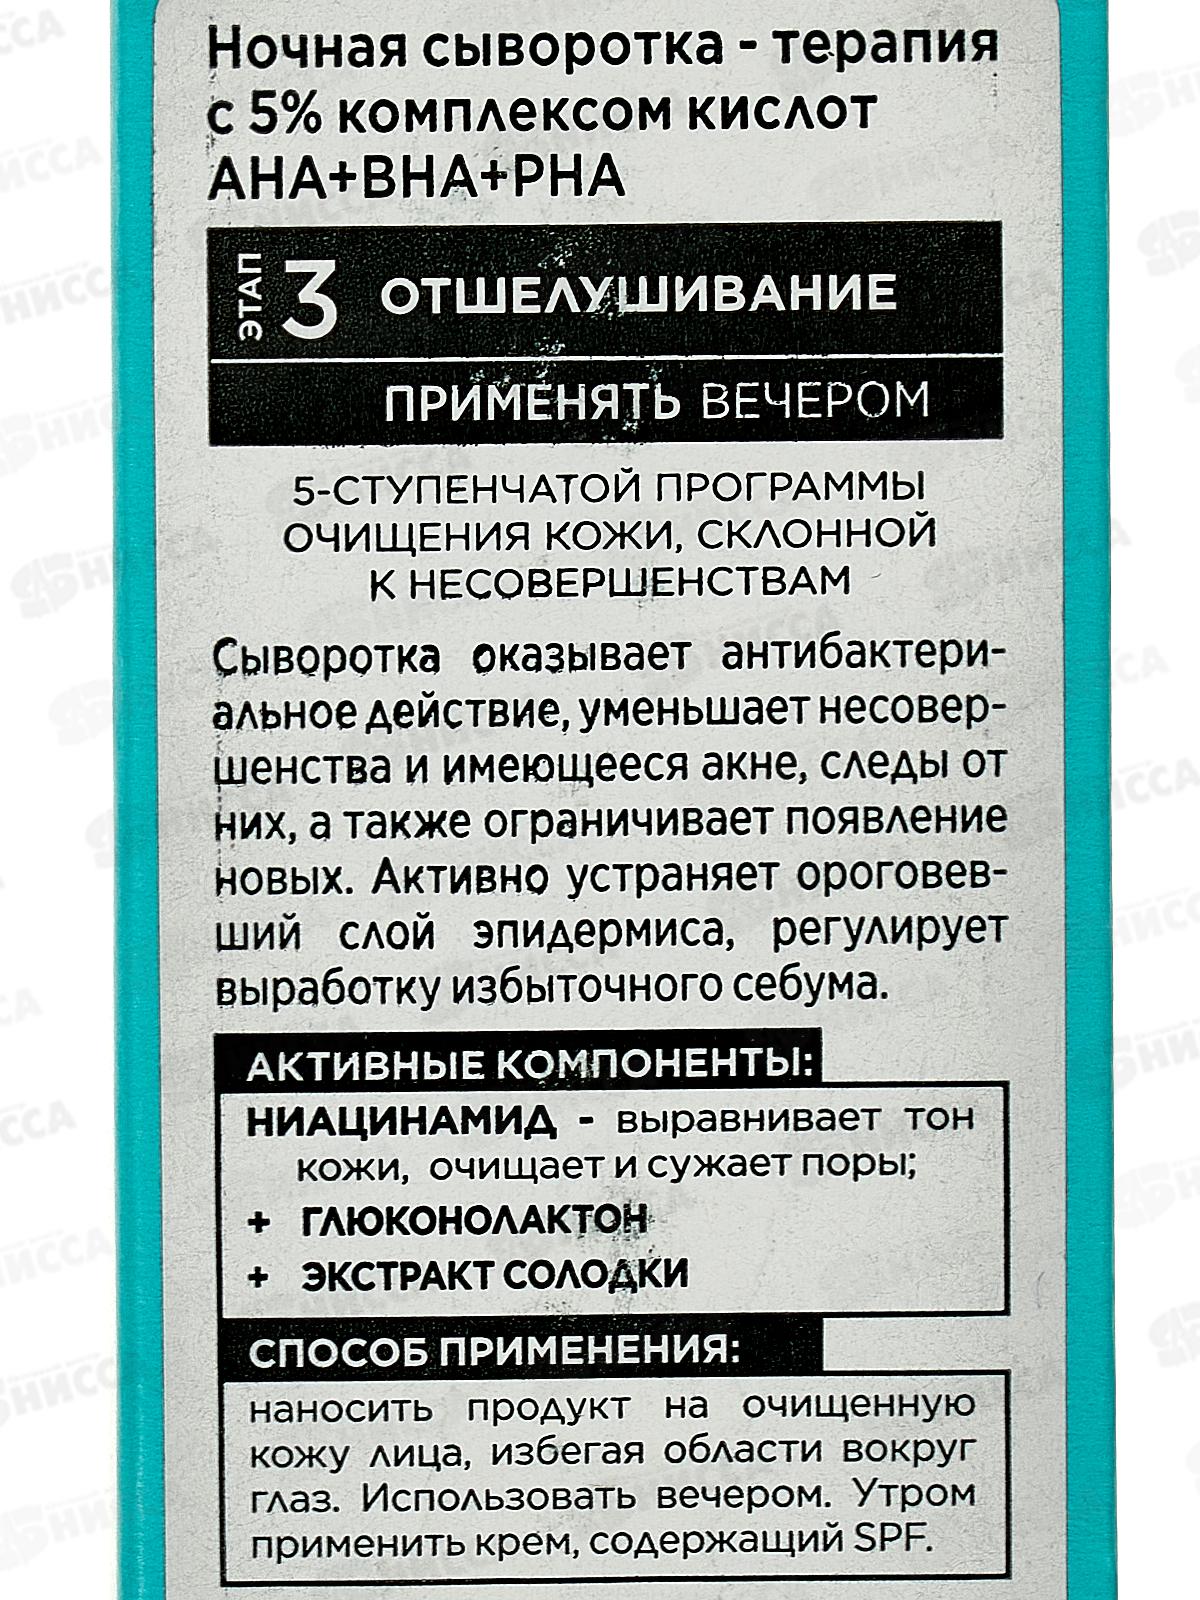 Ночная сыворотка - терапия
с 5% комплексом кислот
AHA+BHA+PHA
ЭТАП 3 ОТШЕЛУШИВАНИЕ
ПРИМЕНЯТЬ ВЕЧЕРОМ
5-СТУПЕНЧАТОЙ ПРОГРАММЫ
ОЧИЩЕНИЯ КОЖИ, СКЛОННОЙ
К НЕСОВЕРШЕНСТВАМ
Сыворотка оказывает антибактери-
альное действие, уменьшает несовер-
шенства и имеющееся акне, следы от
них, а также ограничивает появление
новых. Активно устраняет ороговев-
ший слой эпидермиса, регулирует
выработку избыточного себума.
АКТИВНЫЕ КОМПОНЕНТЫ:
НИАЦИНАМИД - выравнивает тон
кожи, очищает и сужает поры;
+ ГЛЮКОНОЛАКТОН
+ ЭКСТРАКТ СОЛОДКИ
СПОСОБ ПРИМЕНЕНИЯ:
наносить продукт на очищенную
кожу лица, избегая области вокруг
глаз. Использовать вечером. Утром
применить крем, содержащий SPF.